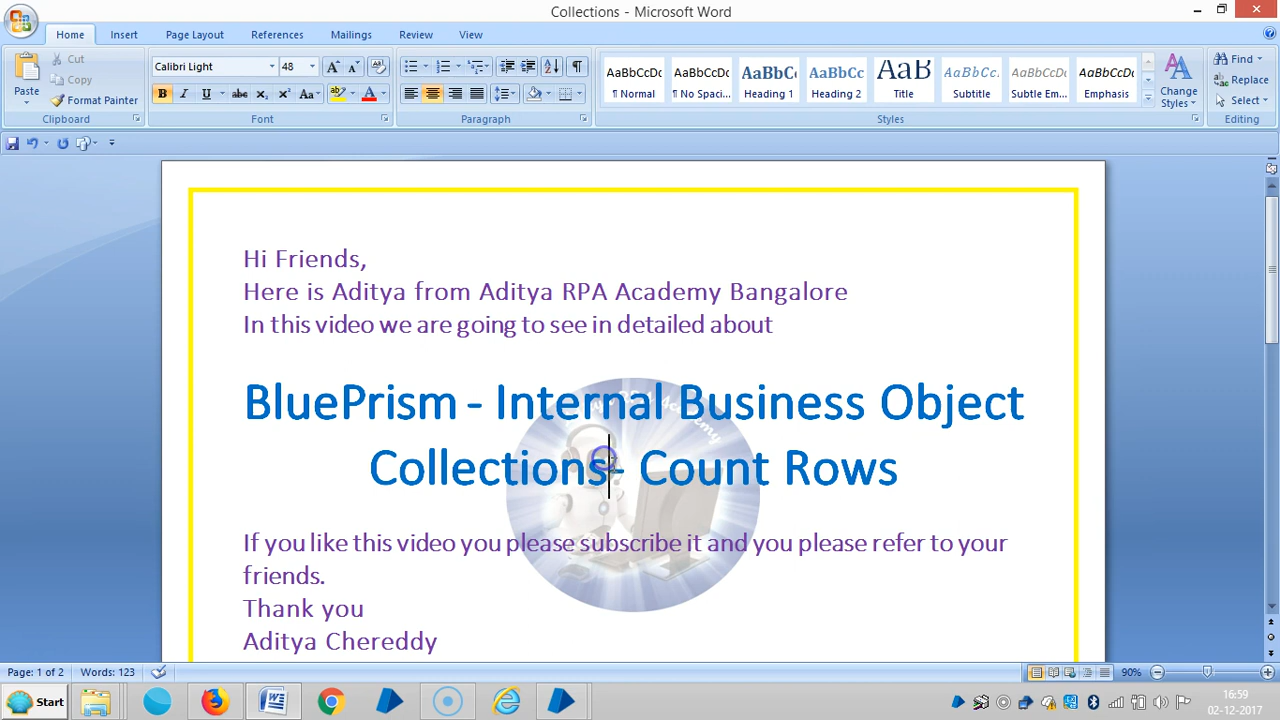 Collections - Microsoft Word
Home Insert Page Layout References Mailings Review View
Paste
Cut
Copy
Format Painter
Clipboard
Calibri Light 48
Font
Paragraph
AaBbCcDc AaBbCcDc AaBbCc AaBbCc AaB AaBbCc. AaBbCcDc AaBbCcDc
¶ Normal ¶ No Spaci... Heading 1 Heading 2 Title Subtitle Subtle Em... Emphasis
Change Styles
Styles
Find
Replace
Select
Editing
Hi Friends,
Here is Aditya from Aditya RPA Academy Bangalore
In this video we are going to see in detailed about
BluePrism - Internal Business Object
Collections - Count Rows
If you like this video you please subscribe it and you please refer to your
friends.
Thank you
Aditya Chereddy
Page: 1 of 2 Words: 123 90%
Start 16:59
02-12-2017